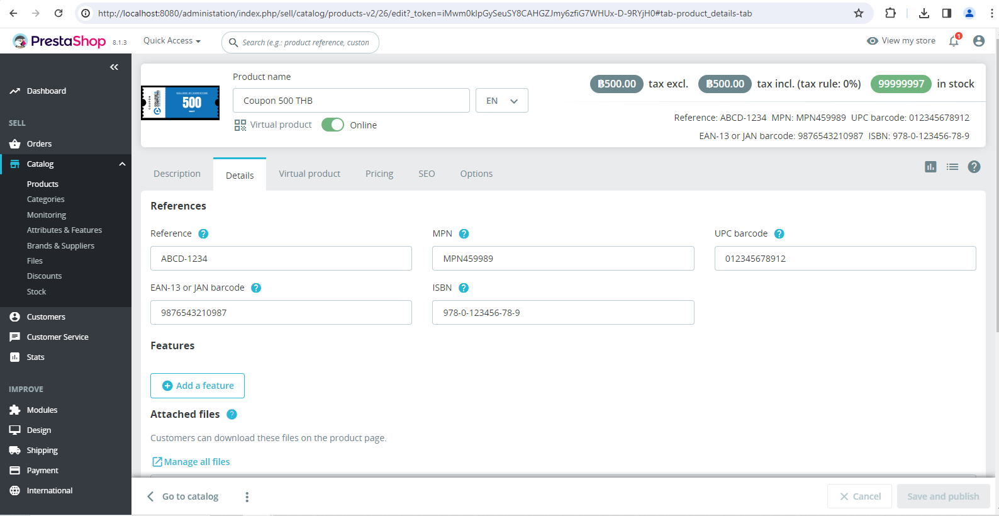 http://localhost:8080/administation/index.php/sell/catalog/products-v2/26/edit?_token=iMwm0kIpGySeuSY8CAHGZJmy6zfiG7WHUx-D-9RYjH0#tab-product_details-tab
PrestaShop 8.1.3
Quick Access
Search (e.g.: product reference, custon
View my store
1
Dashboard
SELL
Orders
Catalog
Products
Categories
Monitoring
Attributes & Features
Brands & Suppliers
Files
Discounts
Stock
Customers
Customer Service
Stats
IMPROVE
Modules
Design
Shipping
Payment
International
COUPON
500
Product name
Coupon 500 THB
EN
Virtual product
Online
฿500.00 tax excl. ฿500.00 tax incl. (tax rule: 0%) 99999997 in stock
Reference: ABCD-1234 MPN: MPN459989 UPC barcode: 012345678912
EAN-13 or JAN barcode: 9876543210987 ISBN: 978-0-123456-78-9
Description Details Virtual product Pricing SEO Options
References
Reference MPN UPC barcode
ABCD-1234 MPN459989 012345678912
EAN-13 or JAN barcode ISBN
9876543210987 978-0-123456-78-9
Features
Add a feature
Attached files
Customers can download these files on the product page.
Manage all files
Go to catalog
Cancel
Save and publish